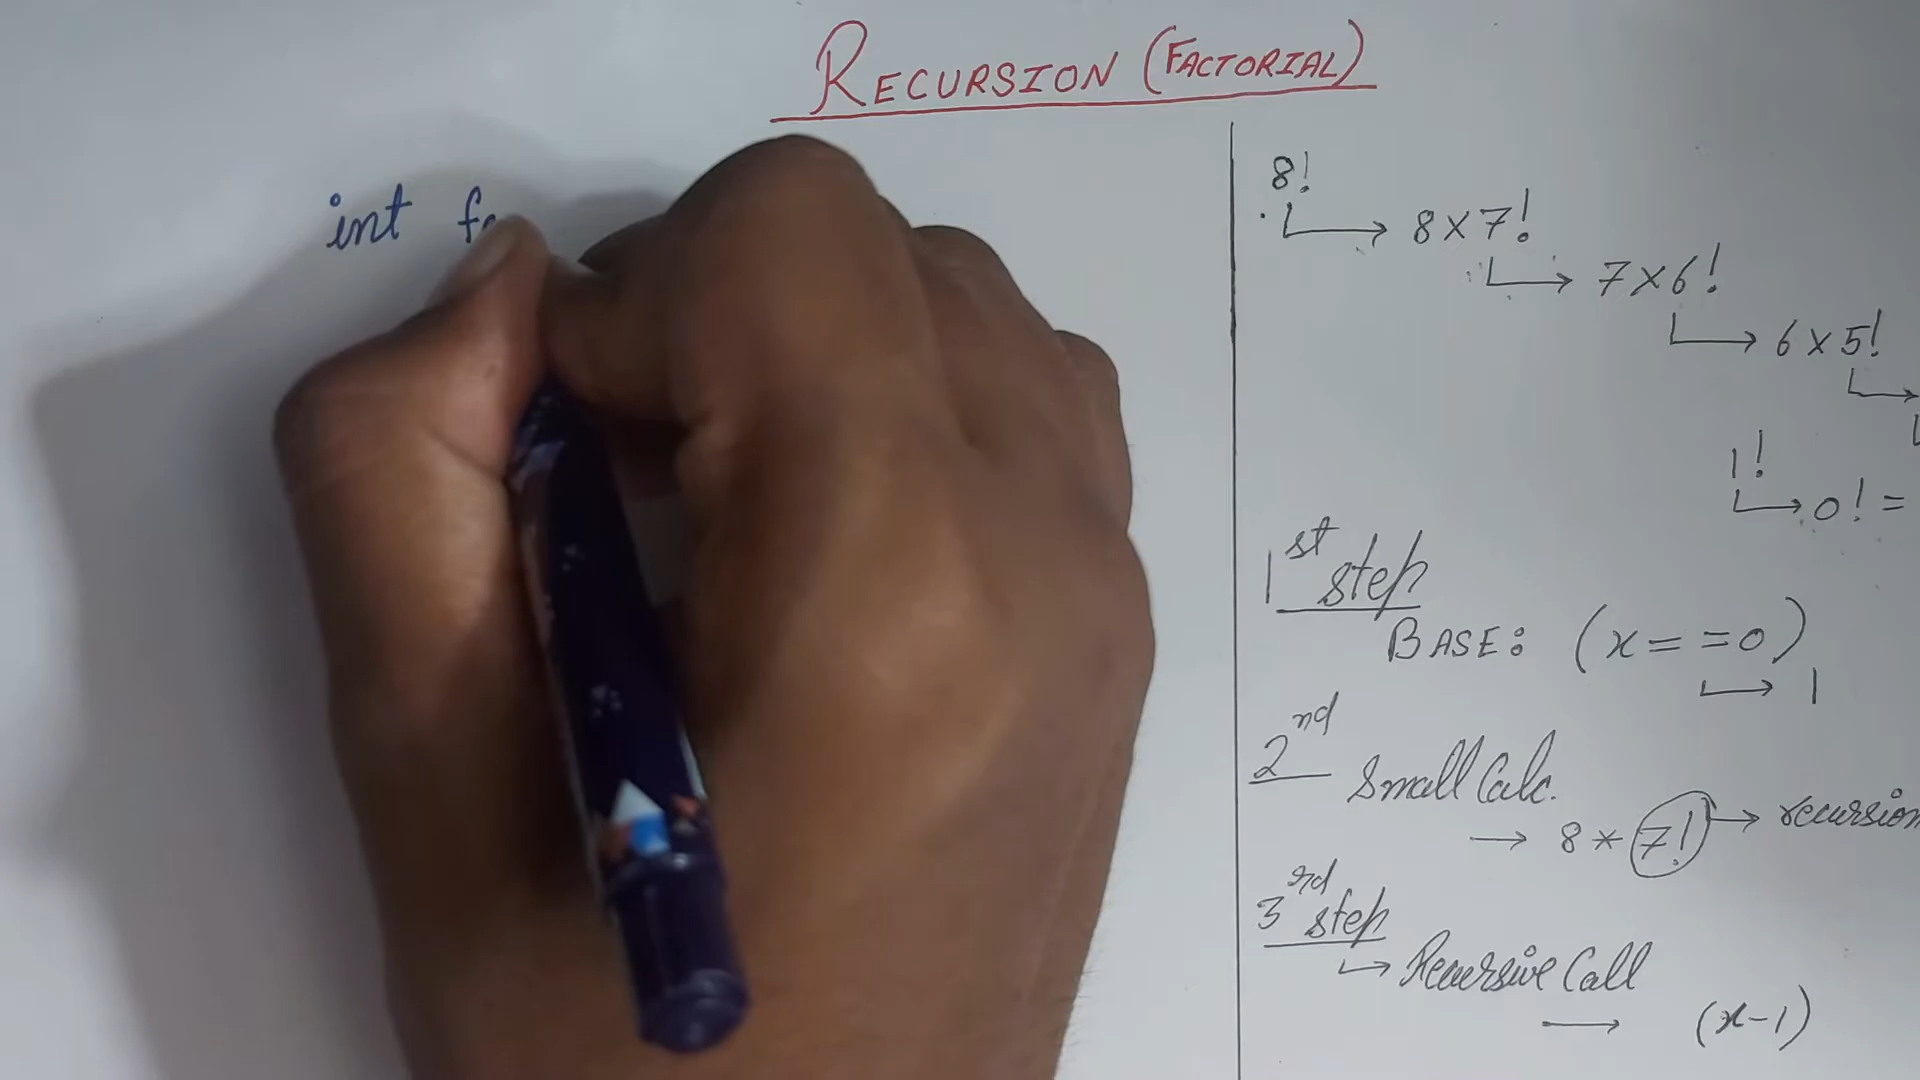 RECURSION (FACTORIAL)
int
8!
8 x 7!
7 x 6!
6 x 5!
1!
0! =
1st step
BASE: (x = = 0)
1
2nd
Small Calc.
8 * 7! → recursion
3rd step
Recursive Call
(x-1)